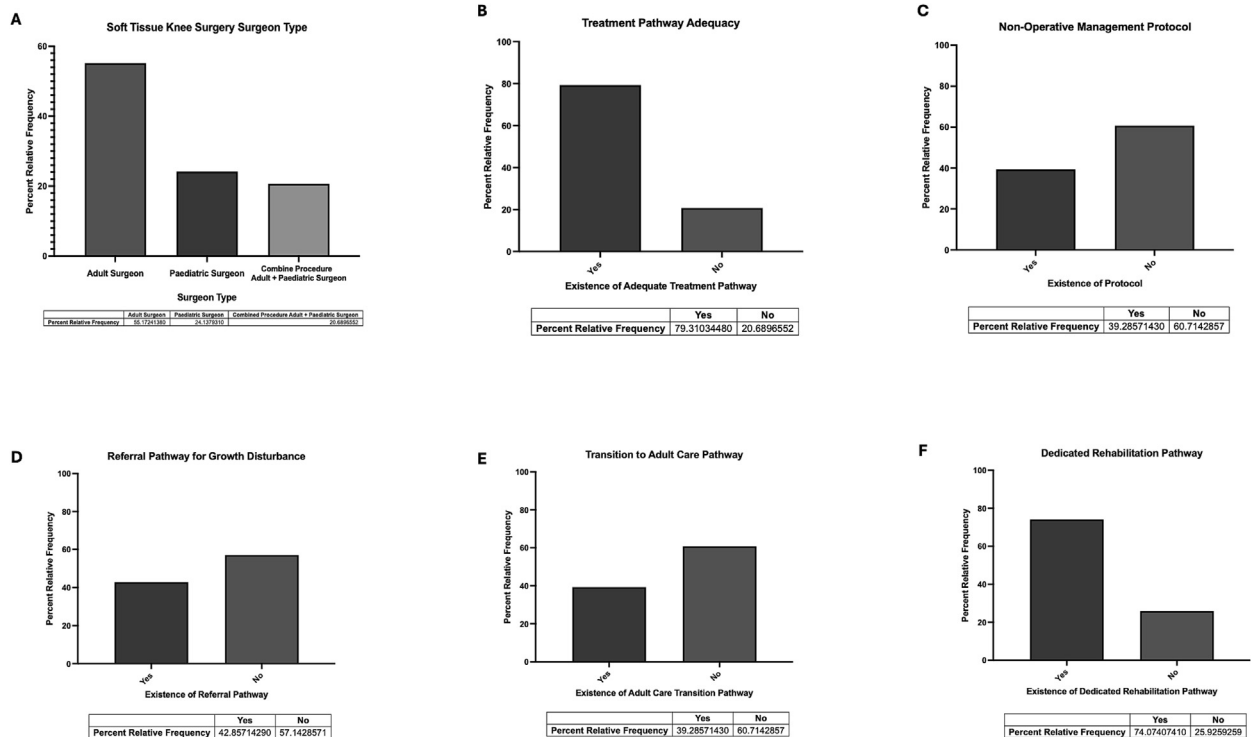 A
Soft Tissue Knee Surgery Surgeon Type
60
40
20
0
Percent Relative Frequency
Adult Surgeon
Paediatric Surgeon
Combine Procedure
Adult + Paediatric Surgeon
Surgeon Type
Adult Surgeon Paediatric Surgeon Combined Procedure Adult + Paediatric Surgeon
Percent Relative Frequency 55.17241380 24.1379310 20.6896552
B
Treatment Pathway Adequacy
100
80
60
40
20
0
Percent Relative Frequency
Yes
No
Existence of Adequate Treatment Pathway
Yes No
Percent Relative Frequency 79.31034480 20.6896552
C
Non-Operative Management Protocol
100
80
60
40
20
0
Percent Relative Frequency
Yes
No
Existence of Protocol
Yes No
Percent Relative Frequency 39.28571430 60.7142857
D
Referral Pathway for Growth Disturbance
100
80
60
40
20
0
Percent Relative Frequency
Yes
No
Existence of Referral Pathway
Yes No
Percent Relative Frequency 42.85714290 57.1428571
E
Transition to Adult Care Pathway
100
80
60
40
20
0
Percent Relative Frequency
Yes
No
Existence of Adult Care Transition Pathway
Yes No
Percent Relative Frequency 39.28571430 60.7142857
F
Dedicated Rehabilitation Pathway
100
80
60
40
20
0
Percent Relative Frequency
Yes
No
Existence of Dedicated Rehabilitation Pathway
Yes No
Percent Relative Frequency 74.07407410 25.9259259